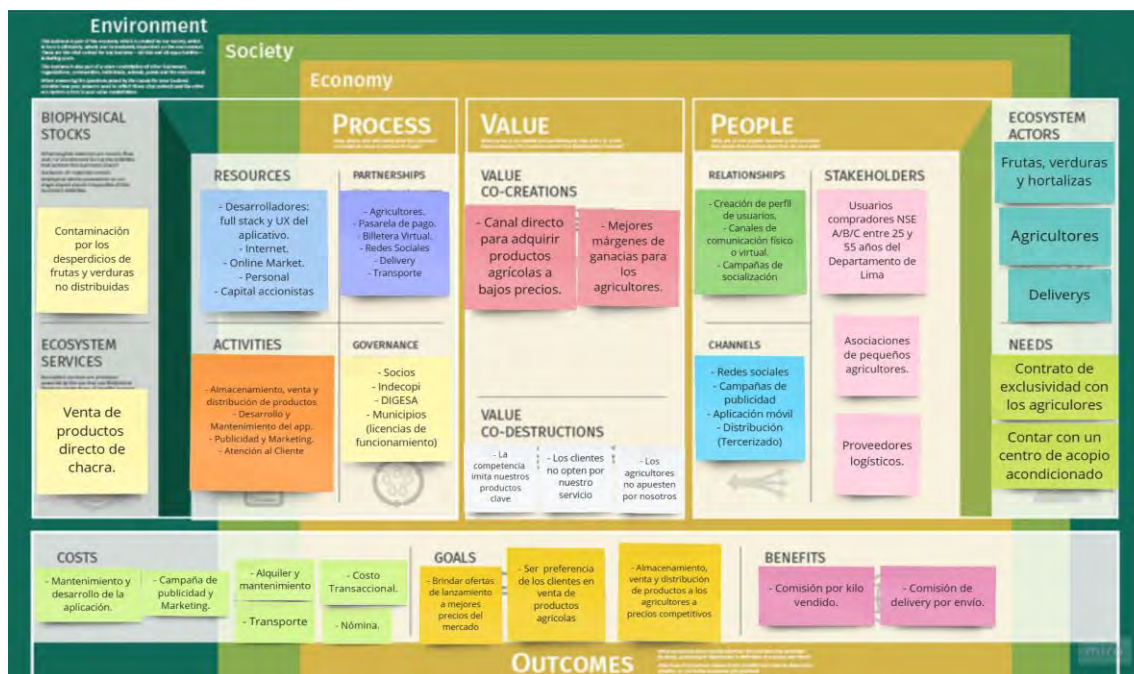 Environment
Society
Economy
BIOPHYSICAL
STOCKS
Contaminación
por los
desperdicios de
frutas y verduras
no distribuidas
ECOSYSTEM
SERVICES
Venta de
productos
directo de
chacra.
PROCESS
RESOURCES
- Desarrolladores:
full stack y UX del
aplicativo.
- Internet.
- Online Market.
- Personal
- Capital accionistas
PARTNERSHIPS
- Agricultores.
- Pasarela de pago.
- Billetera Virtual.
- Redes Sociales
- Delivery
- Transporte
ACTIVITIES
- Almacenamiento, venta y
distribución de productos
- Desarrollo y
Mantenimiento del app.
- Publicidad y Marketing.
- Atención al Cliente
GOVERNANCE
- Socios
- Indecopi
- DIGESA
- Municipios
(licencias de
funcionamiento)
VALUE
VALUE
CO-CREATIONS
- Canal directo
para adquirir
productos
agrícolas a
bajos precios.
- Mejores
márgenes de
ganacias para
los
agricultores.
VALUE
CO-DESTRUCTIONS
- La
competencia
imita nuestros
productos
clave
- Los clientes
no opten por
nuestro
servicio
- Los
agricultores
no apuesten
por nosotros
PEOPLE
RELATIONSHIPS
- Creación de perfil
de usuarios.
- Canales de
comunicación físico
o virtual.
- Campañas de
socialización
STAKEHOLDERS
Usuarios
compradores NSE
A/B/C entre 25 y
55 años del
Departamento de
Lima
Asociaciones
de pequeños
agricultores.
Proveedores
logísticos.
CHANNELS
- Redes sociales
- Campañas de
publicidad
- Aplicación móvil
- Distribución
(Tercerizado)
ECOSYSTEM
ACTORS
Frutas, verduras
y hortalizas
Agricultores
Deliverys
NEEDS
Contrato de
exclusividad con
los agriculores
Contar con un
centro de acopio
acondicionado
COSTS
- Mantenimiento y
desarrollo de la
aplicación.
- Campaña de
publicidad y
Marketing.
- Alquiler y
mantenimiento
- Transporte
- Costo
Transaccional.
- Nómina.
GOALS
- Brindar ofertas
de lanzamiento
a mejores
precios del
mercado
- Ser preferencia
de los clientes en
venta de
productos
agrícolas
- Almacenamiento,
venta y distribución
de productos a los
agricultores a
precios competitivos
BENEFITS
- Comisión por kilo
vendido.
- Comisión de
delivery por envío.
OUTCOMES
miro